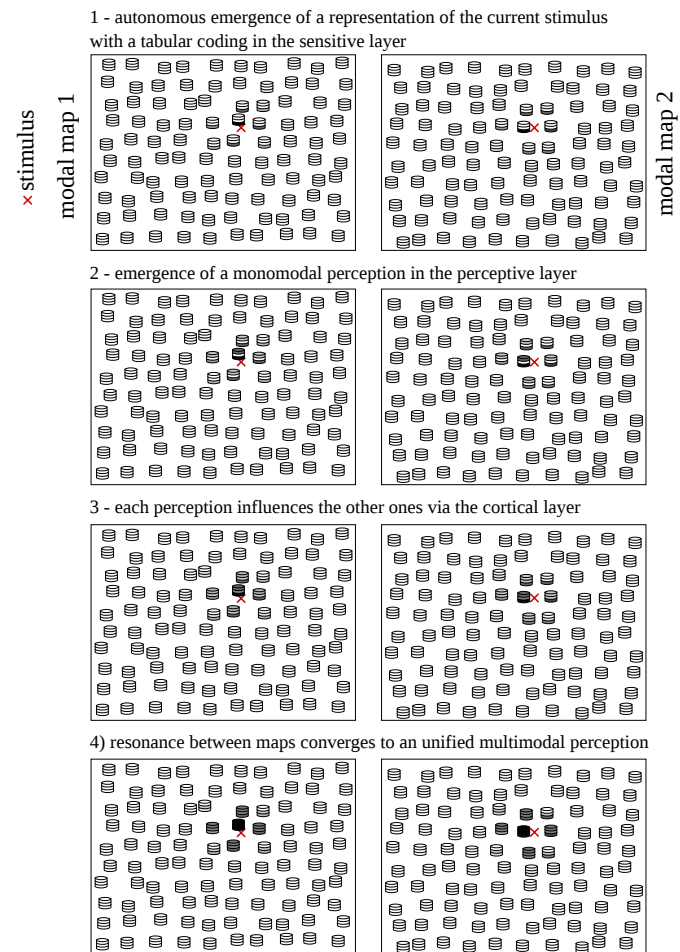 1 - autonomous emergence of a representation of the current stimulus
with a tabular coding in the sensitive layer
× stimulus
modal map 1
modal map 2
2 - emergence of a monomodal perception in the perceptive layer
3 - each perception influences the other ones via the cortical layer
4) resonance between maps converges to an unified multimodal perception